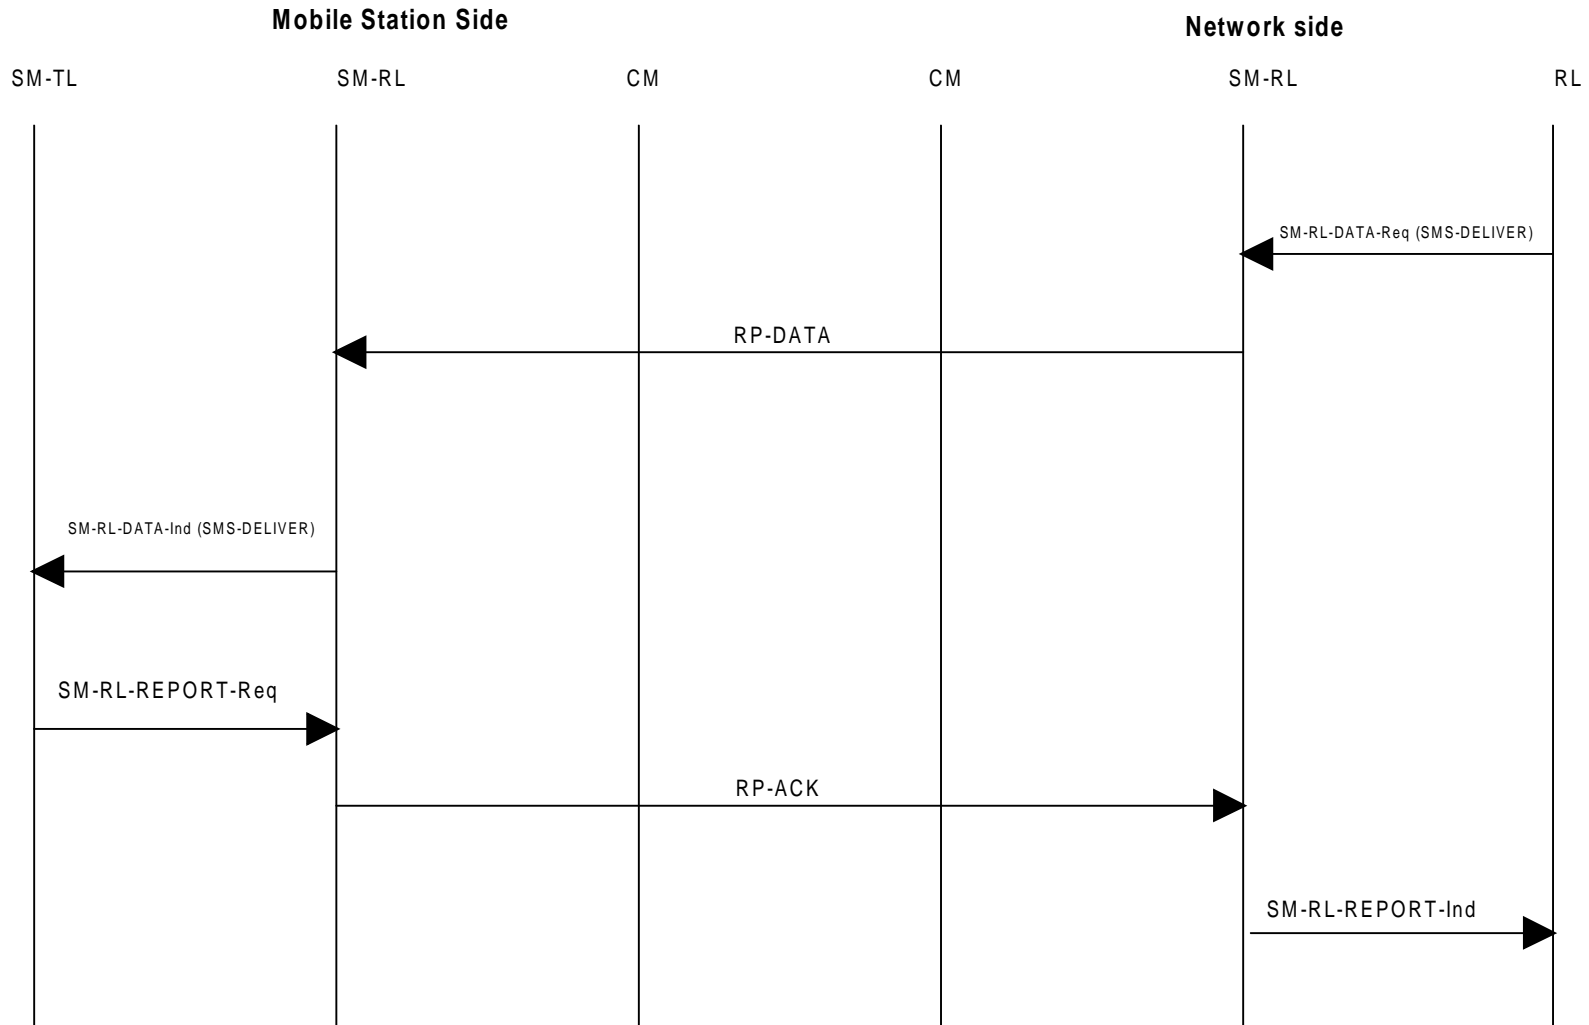 Mobile Station Side
Network side
SM-TL
SM-RL
CM
CM
SM-RL
RL
SM-RL-DATA-Req (SMS-DELIVER)
RP-DATA
SM-RL-DATA-Ind (SMS-DELIVER)
SM-RL-REPORT-Req
RP-ACK
SM-RL-REPORT-Ind